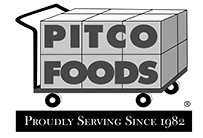 PITCO
FOODS
®
PROUDLY SERVING SINCE 1982